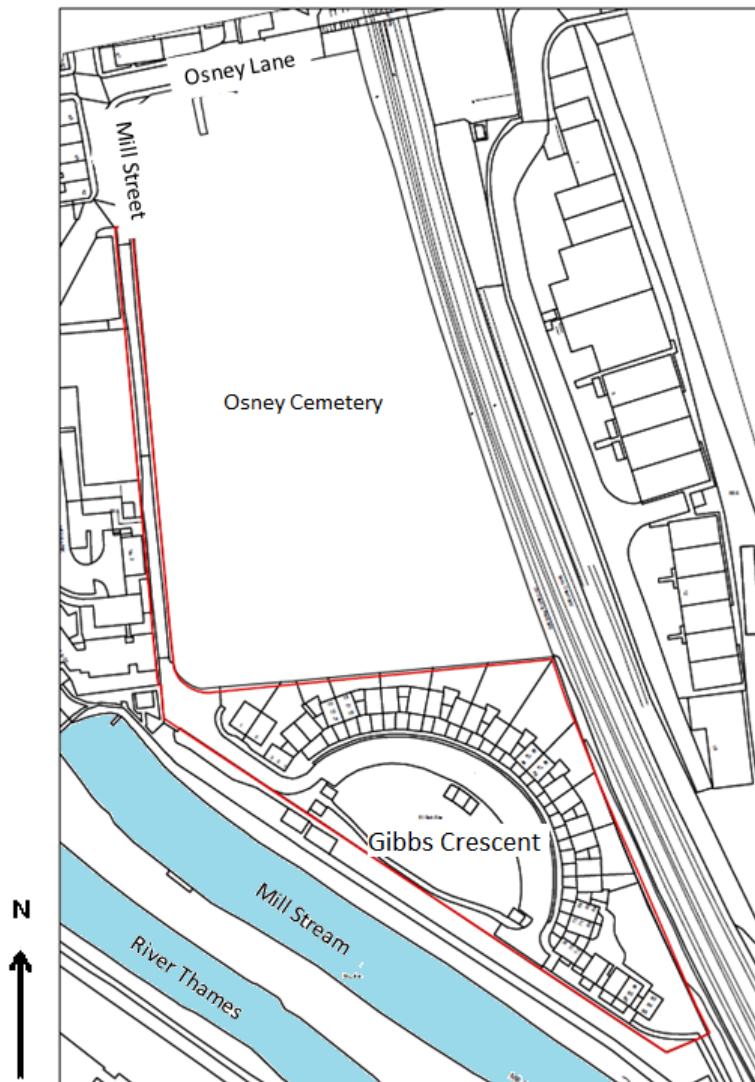 Osney Lane
Mill Street
Osney Cemetery
Gibbs Crescent
Mill Stream
River Thames
N